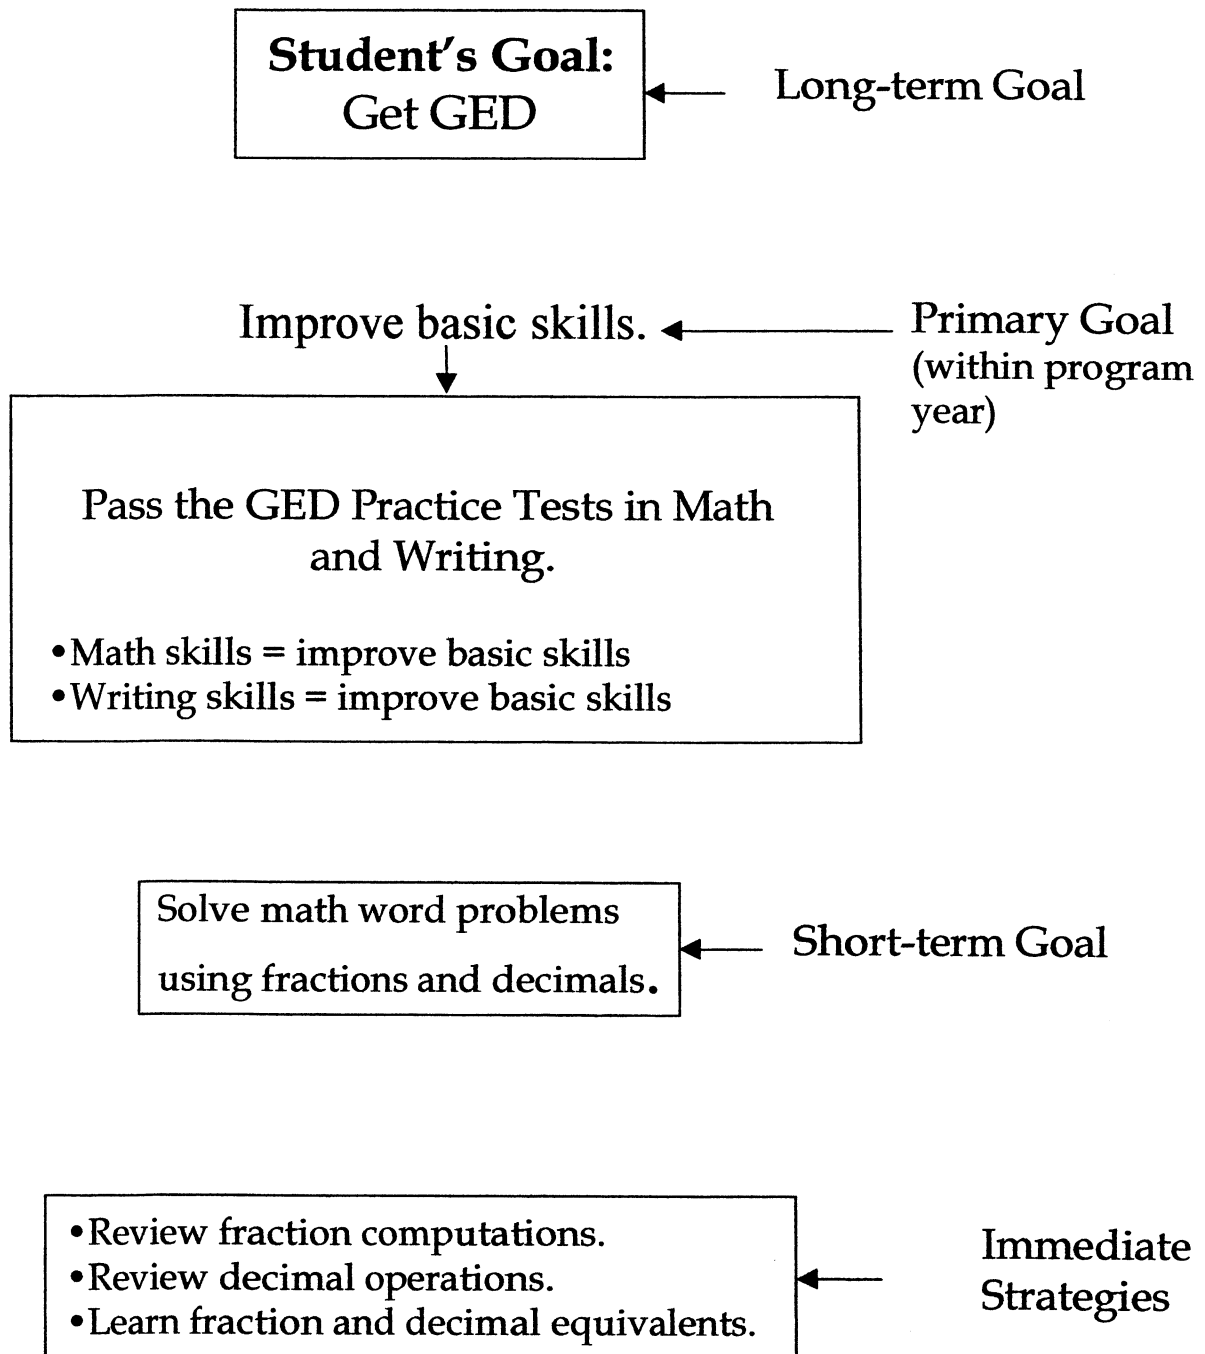 Student's Goal:
Get GED
Long-term Goal
Improve basic skills.
Primary Goal
(within program
year)
Pass the GED Practice Tests in Math
and Writing.
•Math skills = improve basic skills
•Writing skills = improve basic skills
Solve math word problems
using fractions and decimals.
Short-term Goal
•Review fraction computations.
•Review decimal operations.
•Learn fraction and decimal equivalents.
Immediate
Strategies